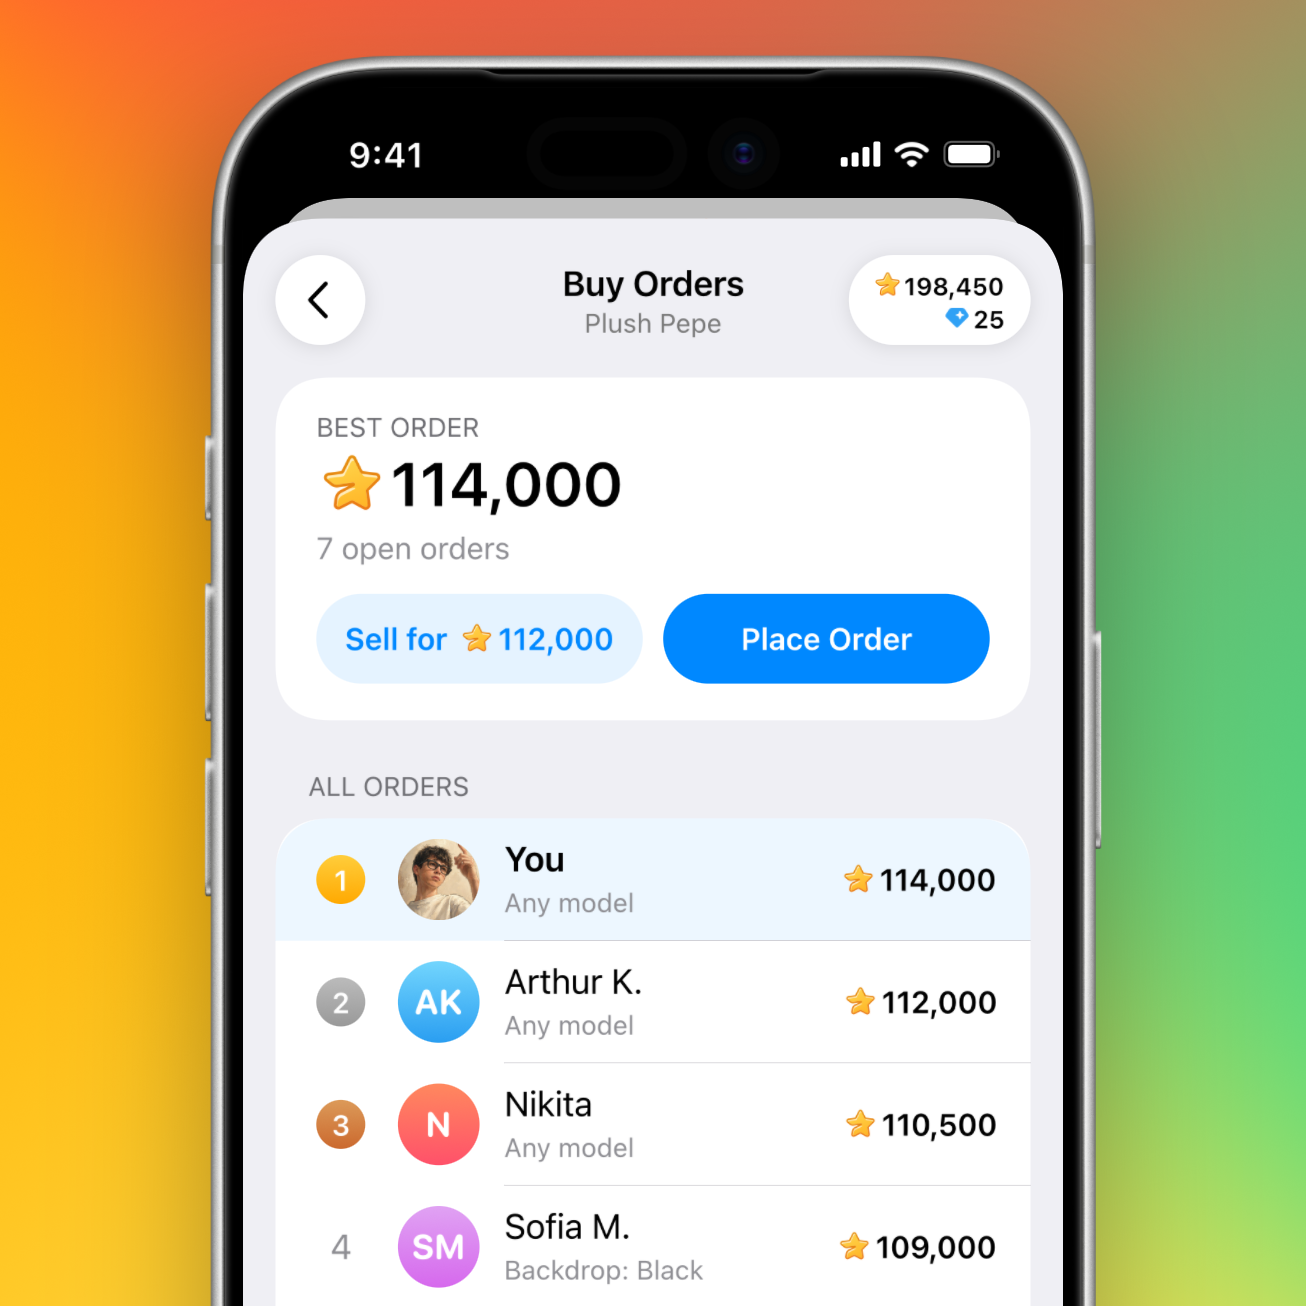 9:41
Buy Orders
Plush Pepe
198,450
25
BEST ORDER
114,000
7 open orders
Sell for 112,000
Place Order
ALL ORDERS
1
You
Any model
114,000
2
AK
Arthur K.
Any model
112,000
3
N
Nikita
Any model
110,500
4
SM
Sofia M.
Backdrop: Black
109,000